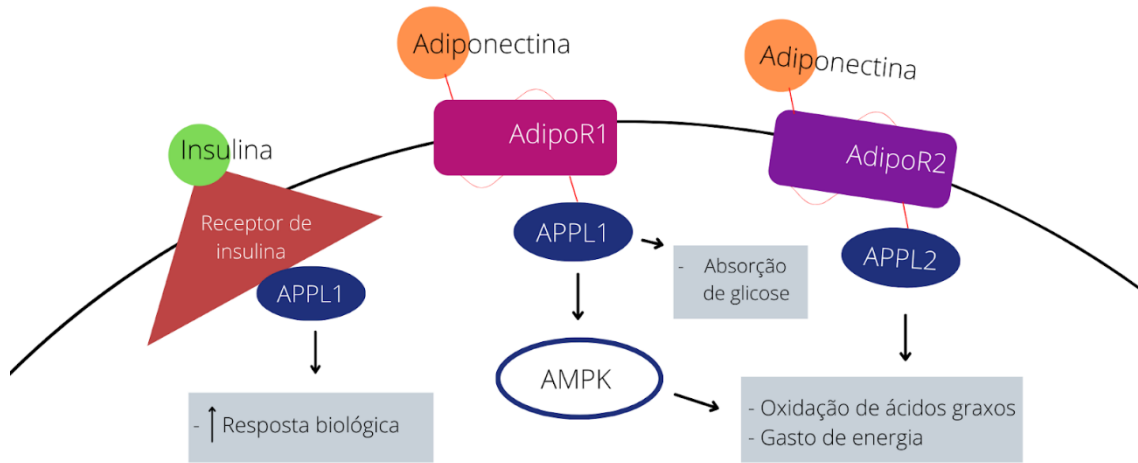 Adiponectina
Adiponectina
AdipoR1
AdipoR2
Insulina
Receptor de
insulina
APPL1
APPL1
APPL2
- Absorção
de glicose
AMPK
- ↑ Resposta biológica
- Oxidação de ácidos graxos
- Gasto de energia